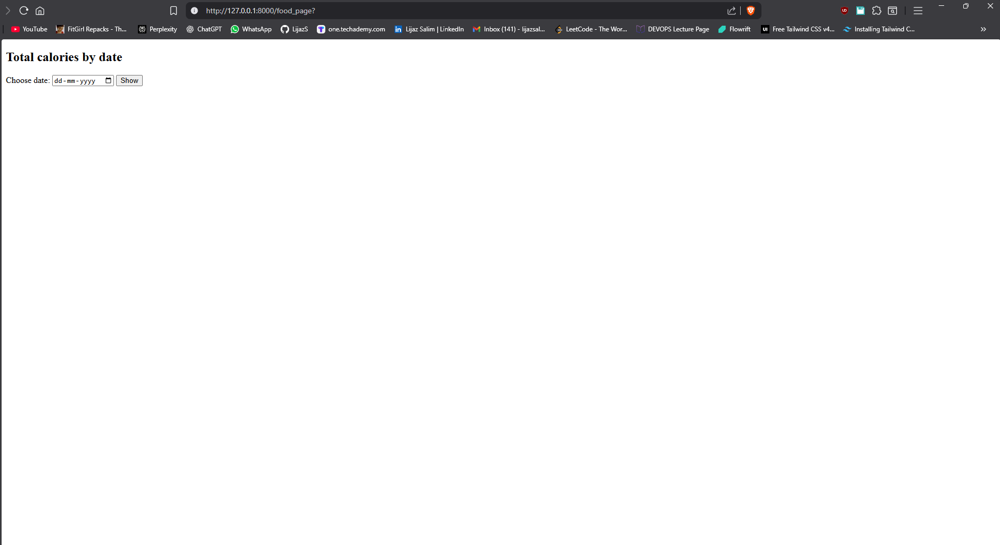 http://127.0.0.1:8000/food_page?
YouTube FitGirl Repacks - Th... Perplexity ChatGPT WhatsApp LijazS one.techademy.com Lijaz Salim | LinkedIn Inbox (141) - lijazsal... LeetCode - The Wor... DEVOPS Lecture Page Flowrift Free Tailwind CSS v4... Installing Tailwind C...
Total calories by date
Choose date: dd-mm-yyyy Show